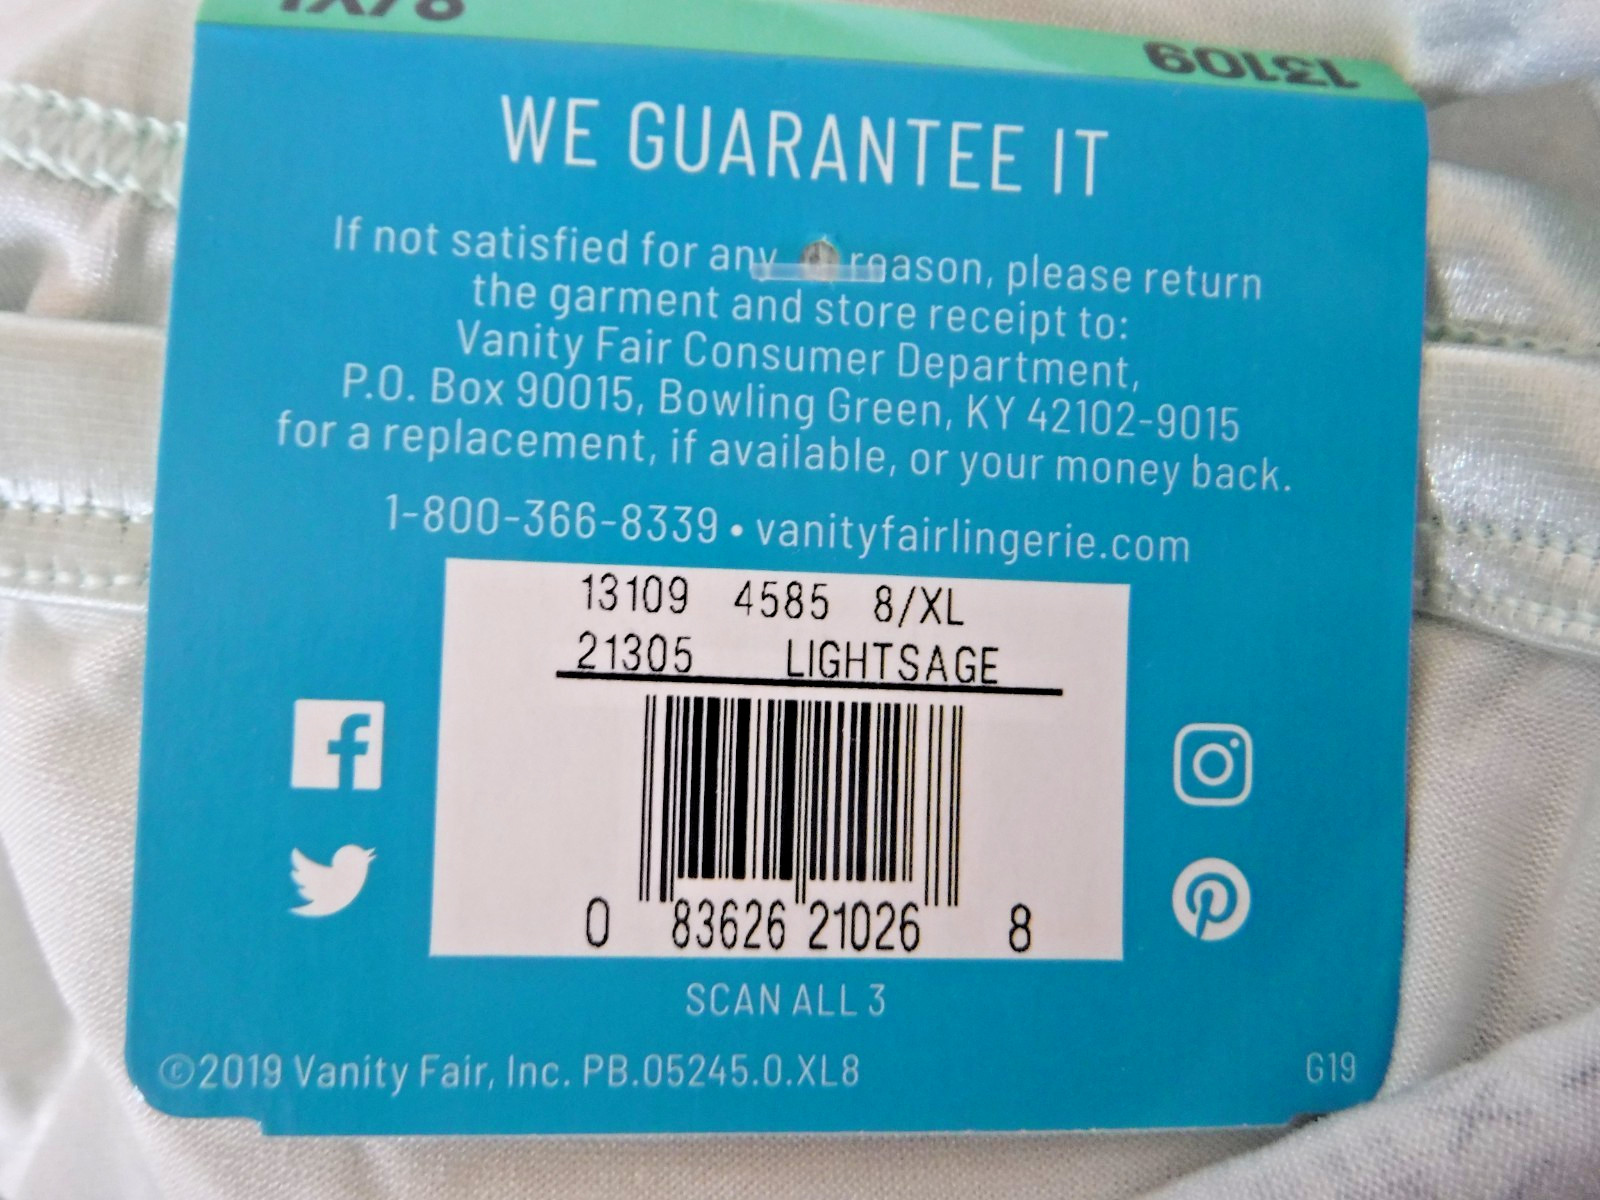 8/XL
13109
WE GUARANTEE IT
If not satisfied for any reason, please return
the garment and store receipt to:
Vanity Fair Consumer Department,
P.O. Box 90015, Bowling Green, KY 42102-9015
for a replacement, if available, or your money back.
1-800-366-8339 • vanityfairlingerie.com
13109 4585 8/XL
21305 LIGHTSAGE
0 83626 21026 8
SCAN ALL 3
©2019 Vanity Fair, Inc. PB.05245.0.XL8
G19